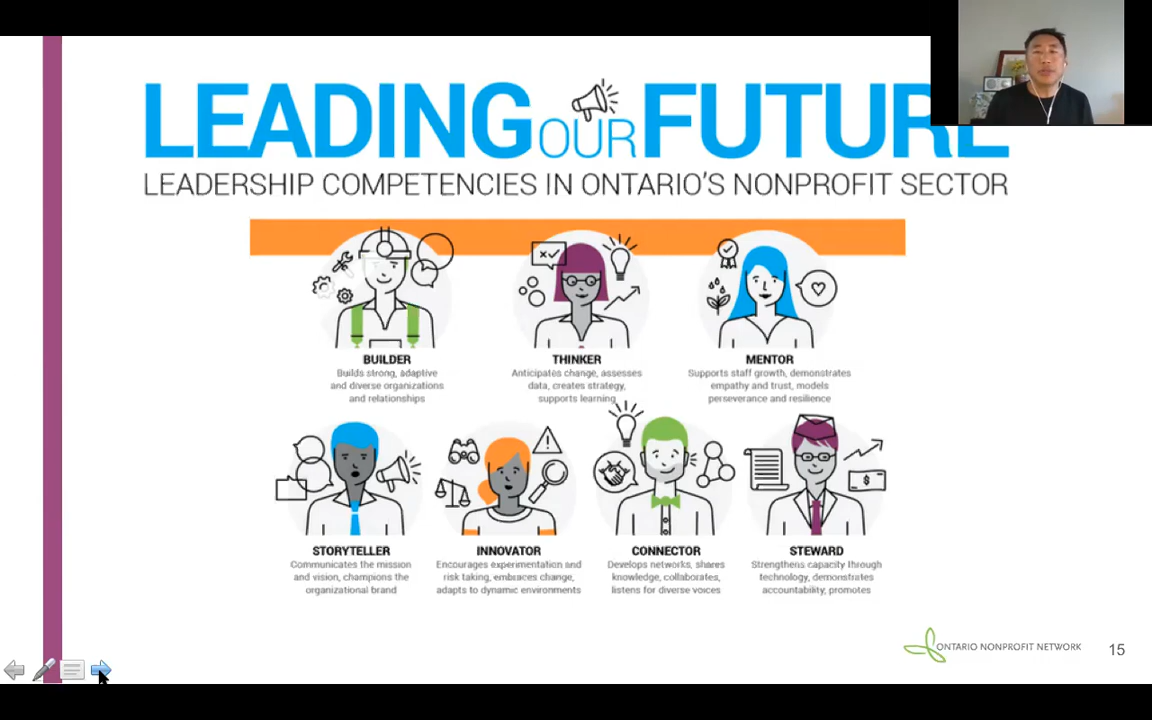 LEADING OUR FUTURE
LEADERSHIP COMPETENCIES IN ONTARIO'S NONPROFIT SECTOR
BUILDER
Builds strong, adaptive
and diverse organizations
and relationships
THINKER
Anticipates change, assesses
data, creates strategy,
supports learning
MENTOR
Supports staff growth, demonstrates
empathy and trust, models
perseverance and resilience
STORYTELLER
Communicates the mission
and vision, champions the
organizational brand
INNOVATOR
Encourages experimentation and
risk taking, embraces change,
adapts to dynamic environments
CONNECTOR
Develops networks, shares
knowledge, collaborates,
listens for diverse voices
STEWARD
Strengthens capacity through
technology, demonstrates
accountability, promotes
ONTARIO NONPROFIT NETWORK
15